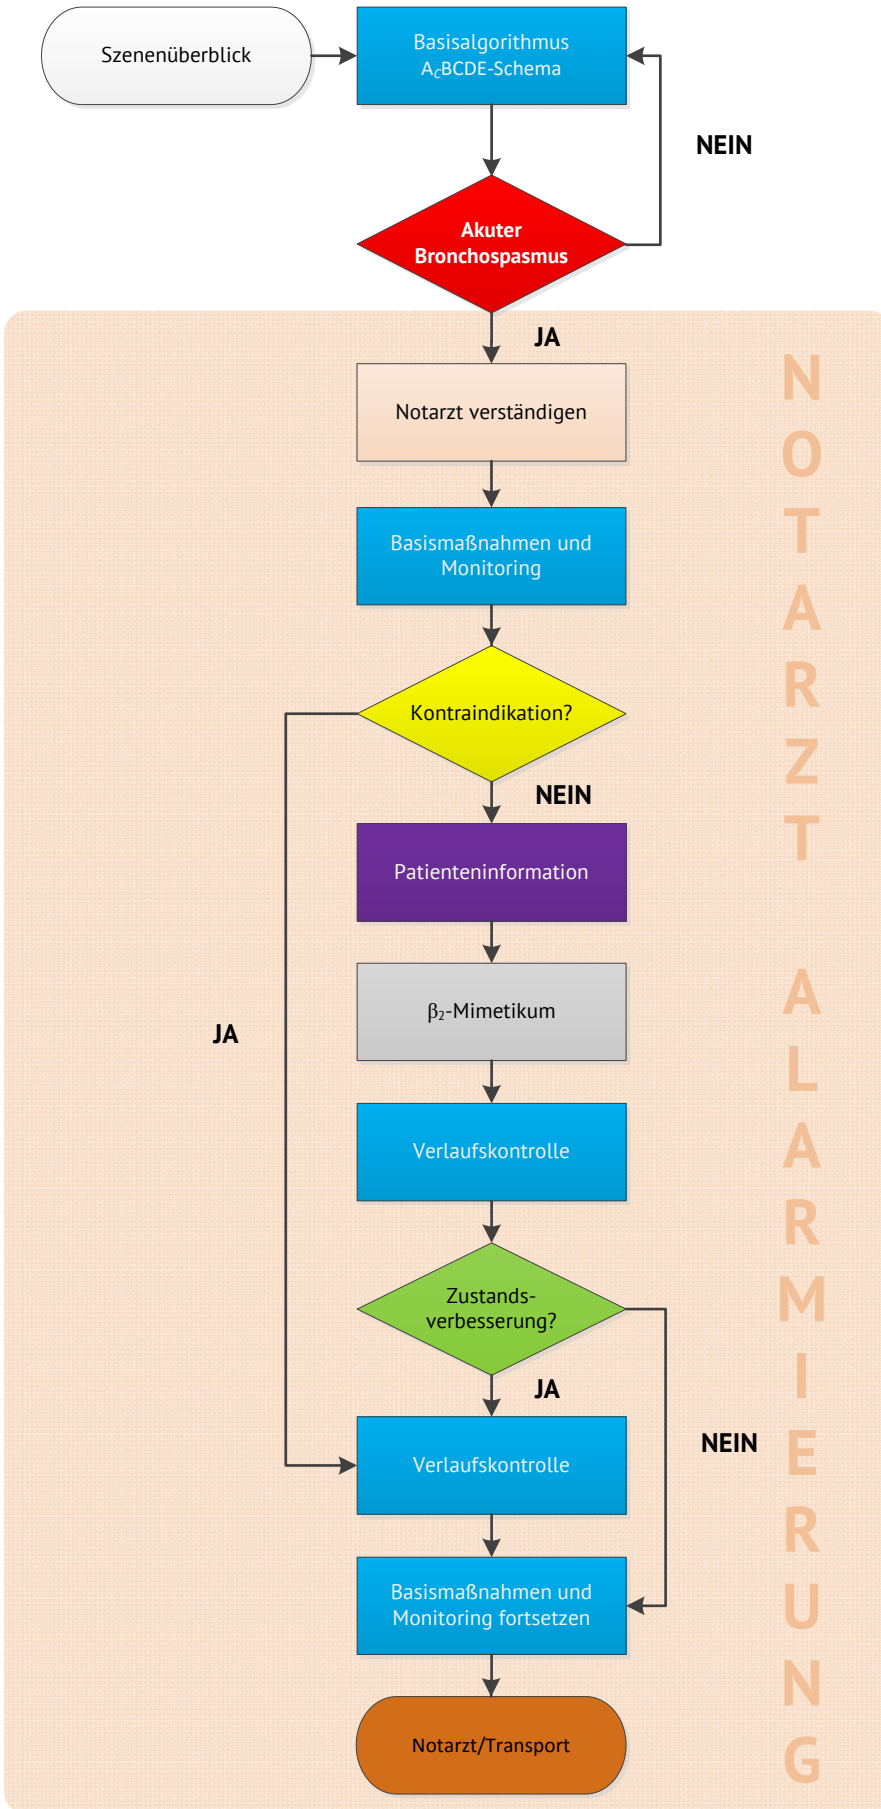 Szenenüberblick
Basisalgorithmus
ACBCDE-Schema
NEIN
Akuter
Bronchospasmus
JA
Notarzt verständigen
Basismaßnahmen und
Monitoring
Kontraindikation?
NEIN
Patienteninformation
β2-Mimetikum
JA
Verlaufskontrolle
Zustands-
verbesserung?
JA
NEIN
Verlaufskontrolle
Basismaßnahmen und
Monitoring fortsetzen
Notarzt/Transport
NOTARZT ALARMIERUNG